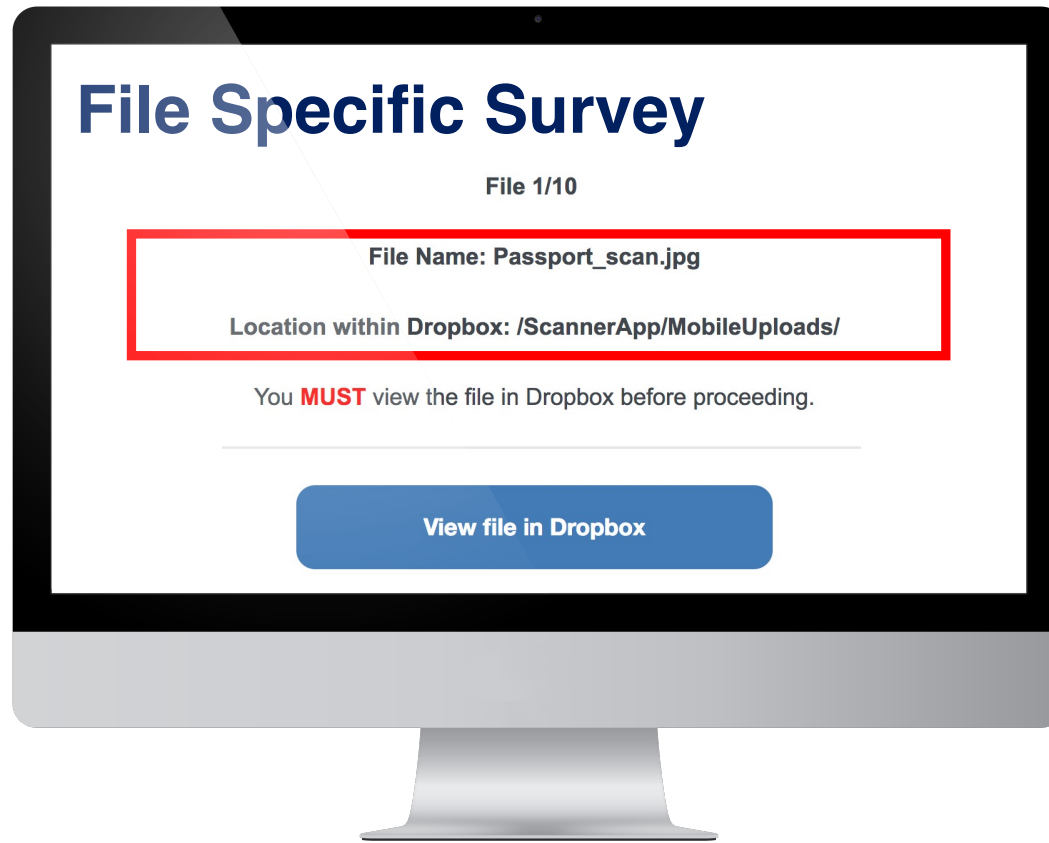 File Specific Survey
File 1/10
File Name: Passport_scan.jpg
Location within Dropbox: /ScannerApp/MobileUploads/
You MUST view the file in Dropbox before proceeding.
View file in Dropbox